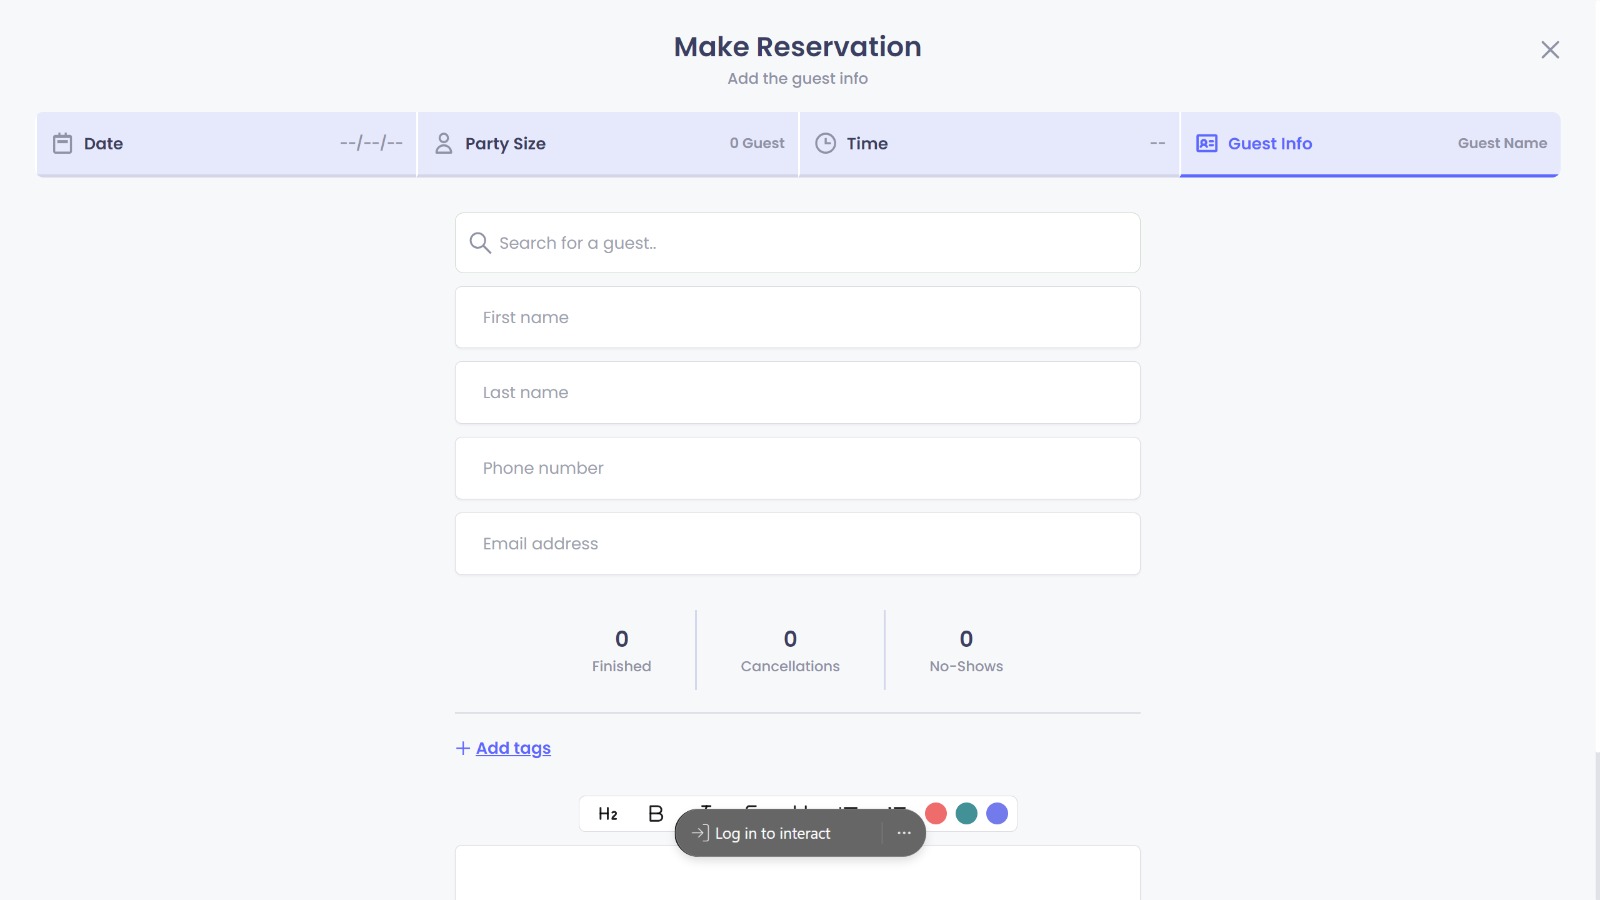 Make Reservation
Add the guest info
Date --/--/--
Party Size 0 Guest
Time --
Guest Info Guest Name
Search for a guest..
First name
Last name
Phone number
Email address
0 0 0
Finished Cancellations No-Shows
Add tags
H2 B
Log in to interact